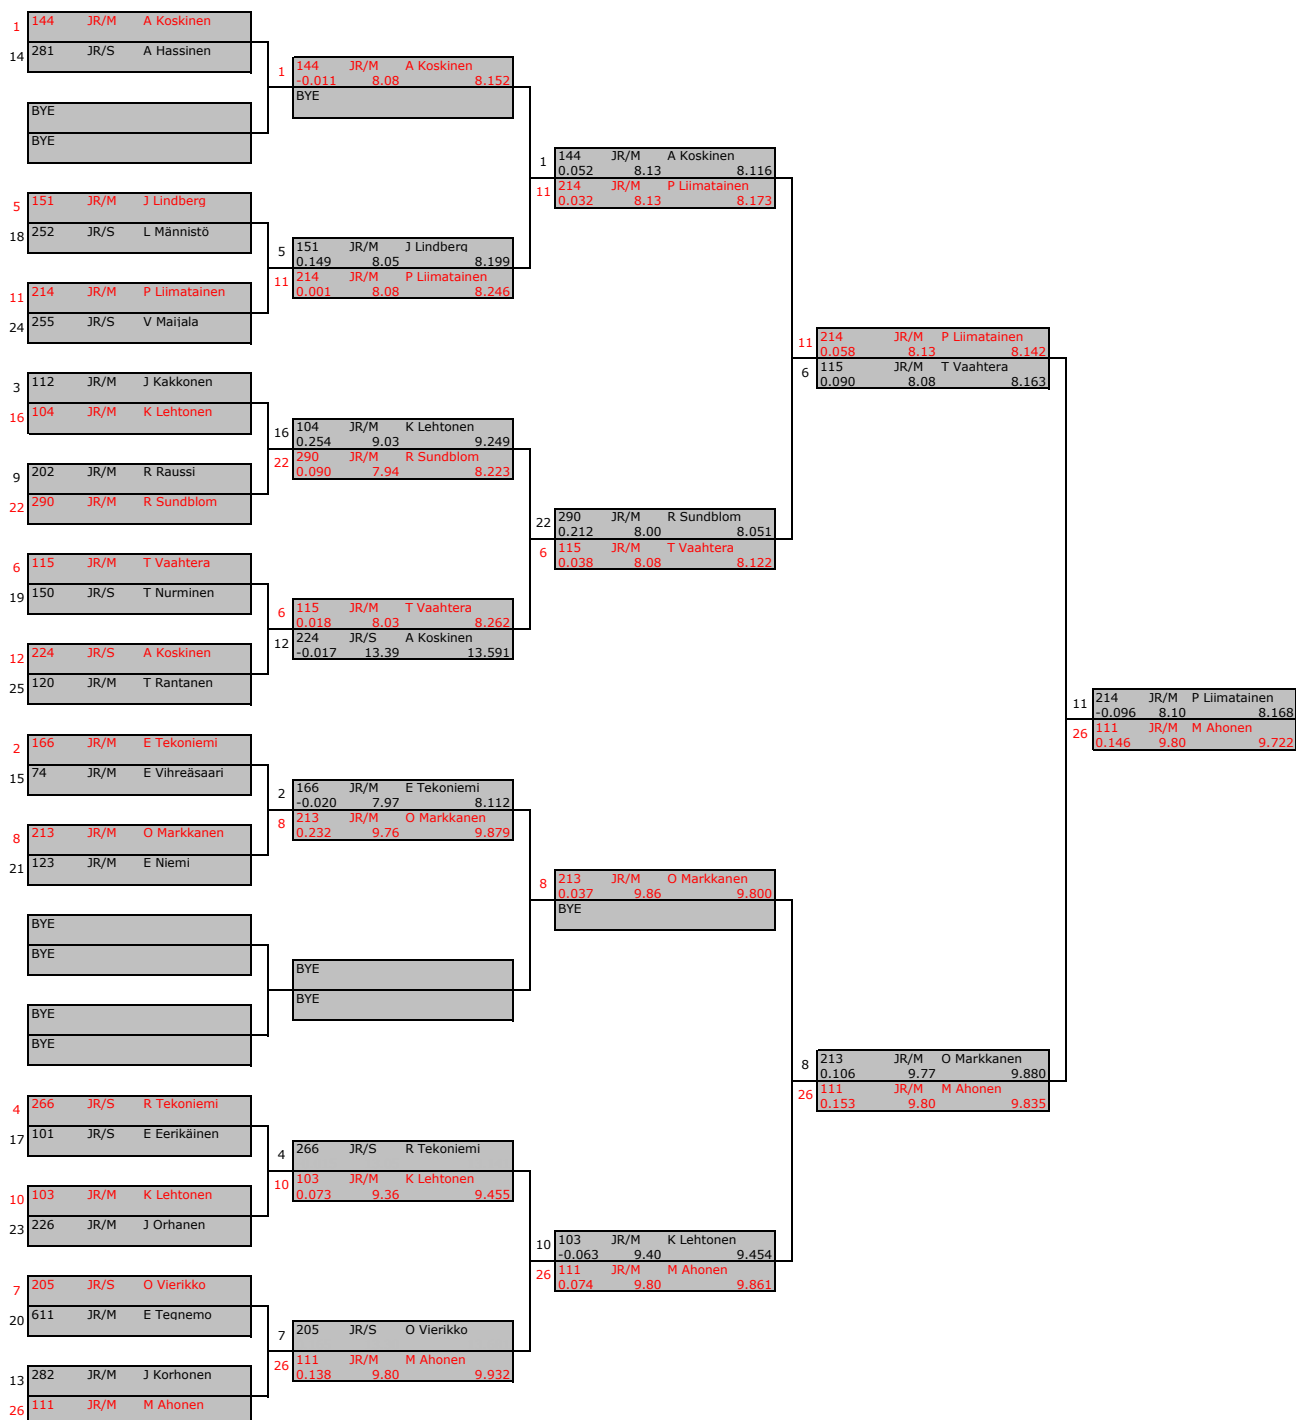 1 144 JR/M A Koskinen
14 281 JR/S A Hassinen
BYE
BYE
5 151 JR/M J Lindberg
18 252 JR/S L Männistö
11 214 JR/M P Liimatainen
24 255 JR/S V Maijala
3 112 JR/M J Kakkonen
16 104 JR/M K Lehtonen
9 202 JR/M R Raussi
22 290 JR/M R Sundblom
6 115 JR/M T Vaahtera
19 150 JR/S T Nurminen
12 224 JR/S A Koskinen
25 120 JR/M T Rantanen
2 166 JR/M E Tekoniemi
15 74 JR/M E Vihreäsaari
8 213 JR/M O Markkanen
21 123 JR/M E Niemi
BYE
BYE
BYE
BYE
4 266 JR/S R Tekoniemi
17 101 JR/S E Eerikäinen
10 103 JR/M K Lehtonen
23 226 JR/M J Orhanen
7 205 JR/S O Vierikko
20 611 JR/M E Tegnemo
13 282 JR/M J Korhonen
26 111 JR/M M Ahonen
1 144 JR/M A Koskinen
-0.011 8.08 8.152
BYE
5 151 JR/M J Lindberg
0.149 8.05 8.199
11 214 JR/M P Liimatainen
0.001 8.08 8.246
16 104 JR/M K Lehtonen
0.254 9.03 9.249
22 290 JR/M R Sundblom
0.090 7.94 8.223
6 115 JR/M T Vaahtera
0.018 8.03 8.262
12 224 JR/S A Koskinen
-0.017 13.39 13.591
2 166 JR/M E Tekoniemi
-0.020 7.97 8.112
8 213 JR/M O Markkanen
0.232 9.76 9.879
BYE
BYE
4 266 JR/S R Tekoniemi
10 103 JR/M K Lehtonen
0.073 9.36 9.455
7 205 JR/S O Vierikko
26 111 JR/M M Ahonen
0.138 9.80 9.932
1 144 JR/M A Koskinen
0.052 8.13 8.116
11 214 JR/M P Liimatainen
0.032 8.13 8.173
22 290 JR/M R Sundblom
0.212 8.00 8.051
6 115 JR/M T Vaahtera
0.038 8.08 8.122
8 213 JR/M O Markkanen
0.037 9.86 9.800
BYE
10 103 JR/M K Lehtonen
-0.063 9.40 9.454
26 111 JR/M M Ahonen
0.074 9.80 9.861
11 214 JR/M P Liimatainen
0.058 8.13 8.142
6 115 JR/M T Vaahtera
0.090 8.08 8.163
8 213 JR/M O Markkanen
0.106 9.77 9.880
26 111 JR/M M Ahonen
0.153 9.80 9.835
11 214 JR/M P Liimatainen
-0.096 8.10 8.168
26 111 JR/M M Ahonen
0.146 9.80 9.722